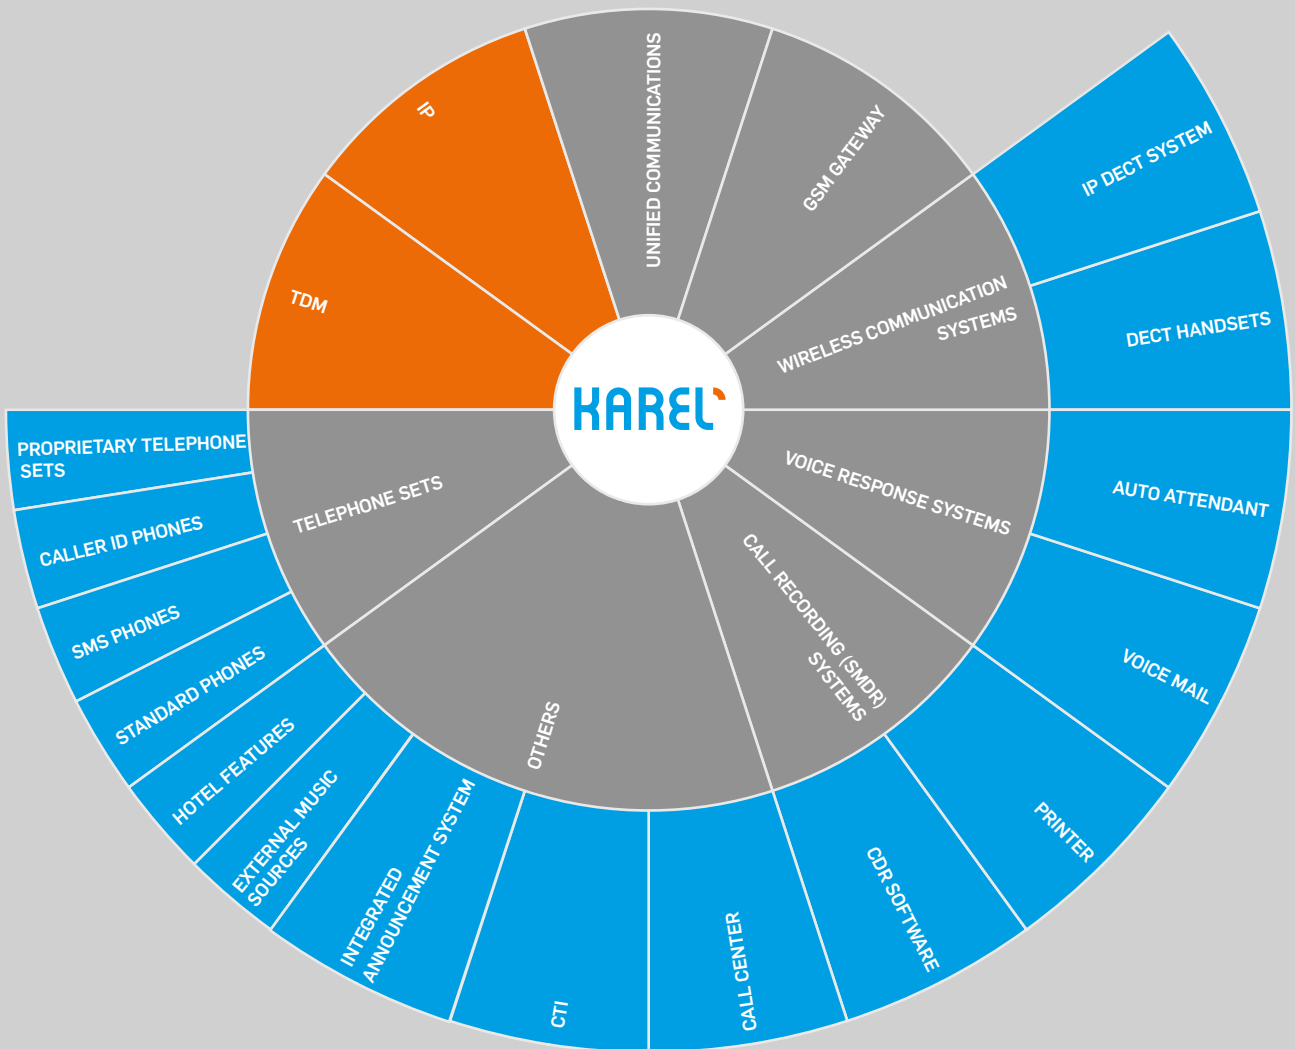 IP
TDM
UNIFIED COMMUNICATIONS
GSM GATEWAY
WIRELESS COMMUNICATION
SYSTEMS
IP DECT SYSTEM
DECT HANDSETS
KAREL
VOICE RESPONSE SYSTEMS
AUTO ATTENDANT
VOICE MAIL
CALL RECORDING (SMDR)
SYSTEMS
PRINTER
CDR SOFTWARE
OTHERS
CALL CENTER
CTI
INTEGRATED
ANNOUNCEMENT SYSTEM
EXTERNAL MUSIC
SOURCES
HOTEL FEATURES
TELEPHONE SETS
STANDARD PHONES
SMS PHONES
CALLER ID PHONES
PROPRIETARY TELEPHONE
SETS